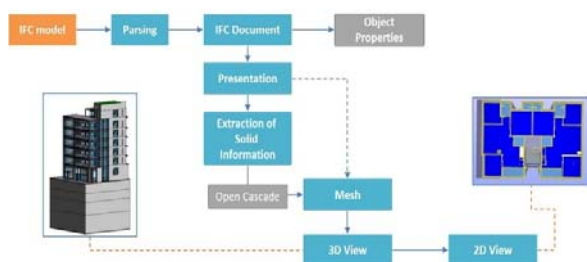 IFC model
Parsing
IFC Document
Object
Properties
Presentation
Extraction of
Solid
Information
Open Cascade
Mesh
3D View
2D View